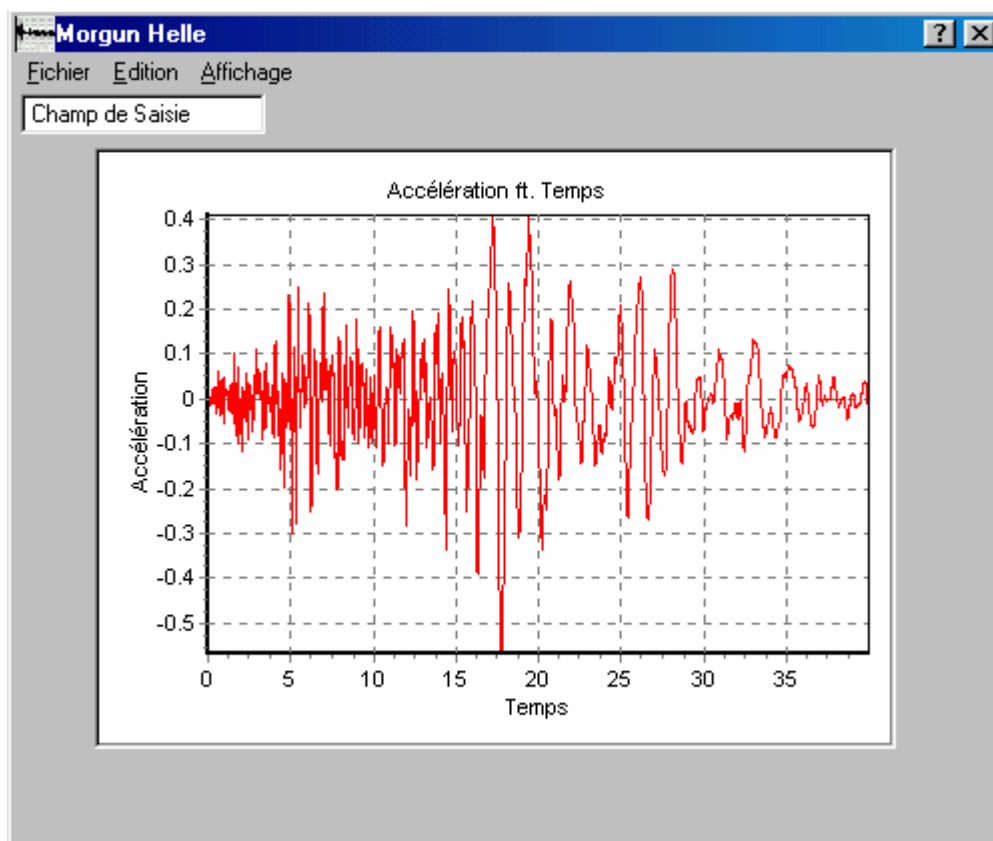 Morgun Helle
Fichier Edition Affichage
Champ de Saisie
Accélération ft. Temps
0.4
0.3
0.2
0.1
0
-0.1
-0.2
-0.3
-0.4
-0.5
Accélération
0 5 10 15 20 25 30 35
Temps